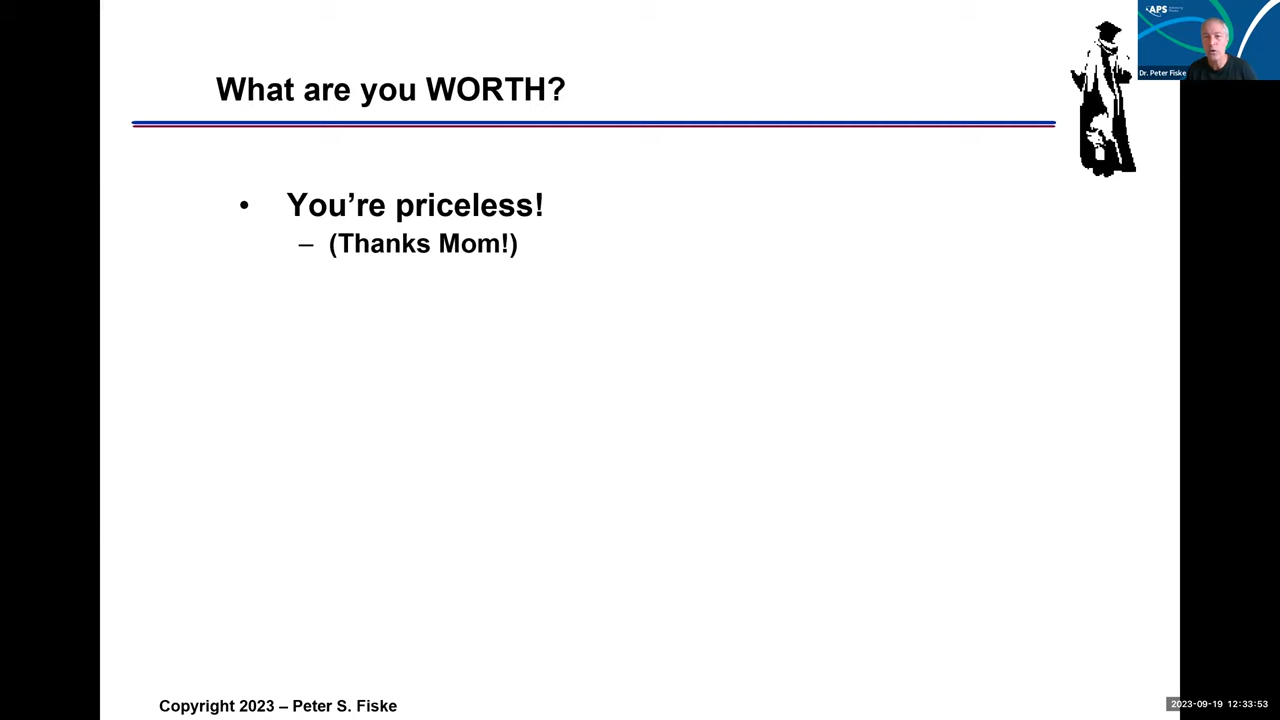 APS
Dr. Peter Fiske
What are you WORTH?
• You’re priceless!
– (Thanks Mom!)
Copyright 2023 – Peter S. Fiske
2023-09-19 12:33:53